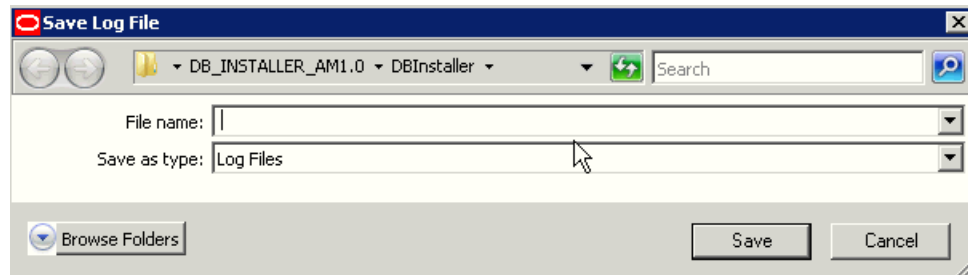 Save Log File
DB_INSTALLER_AM1.0 DBInstaller Search
File name:
Save as type: Log Files
Browse Folders Save Cancel